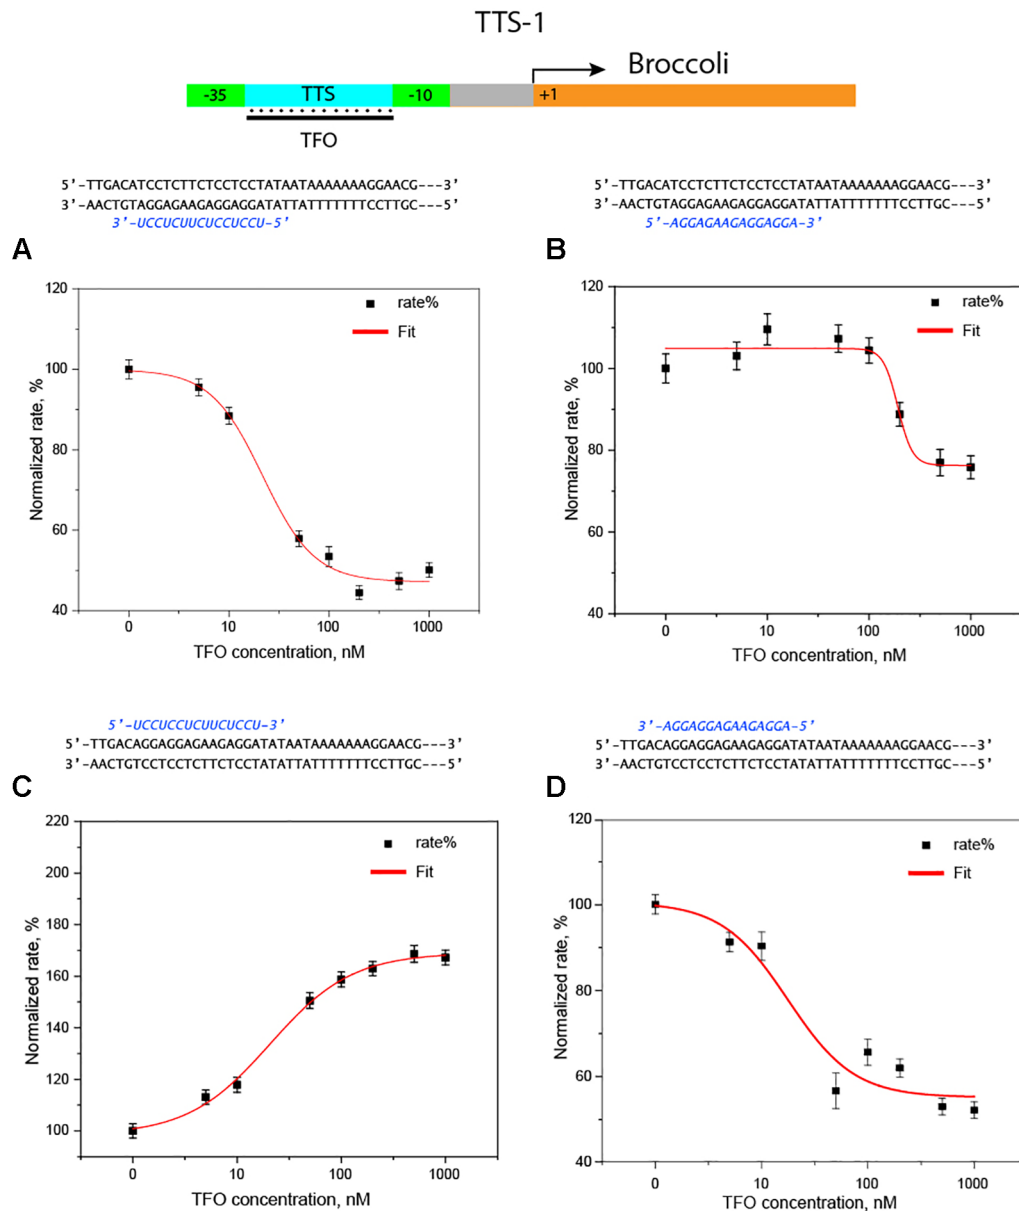 TTS-1
Broccoli
-35 TTS -10 +1
TFO
5'-TTGACATCCTCTTCTCCTCCTATAATAAAAAAAGGAACG---3'
3'-AACTGTAGGAGAAGAGGAGGATATTATTTTTTTCCTTGC---5'
3'-UCCUCUUCUCCUCCU-5'
5'-TTGACATCCTCTTCTCCTCCTATAATAAAAAAAGGAACG---3'
3'-AACTGTAGGAGAAGAGGAGGATATTATTTTTTTCCTTGC---5'
5'-AGGAGAAGAGGAGGA-3'
A
120
100
80
60
40
Normalized rate, %
rate%
Fit
0 10 100 1000
TFO concentration, nM
B
120
100
80
60
40
Normalized rate, %
rate%
Fit
0 10 100 1000
TFO concentration, nM
5'-UCCUCCUCUUCUCCU-3'
5'-TTGACAGGAGGAGAAGAGGATATAATAAAAAAAGGAACG---3'
3'-AACTGTCCTCCTCTTCTCCTATATTATTTTTTTCCTTGC---5'
3'-AGGAGGAGAAGAGGA-5'
5'-TTGACAGGAGGAGAAGAGGATATAATAAAAAAAGGAACG---3'
3'-AACTGTCCTCCTCTTCTCCTATATTATTTTTTTCCTTGC---5'
C
220
200
180
160
140
120
100
Normalized rate, %
rate%
Fit
0 10 100 1000
TFO concentration, nM
D
120
100
80
60
40
Normalized rate, %
rate%
Fit
0 10 100 1000
TFO concentration, nM